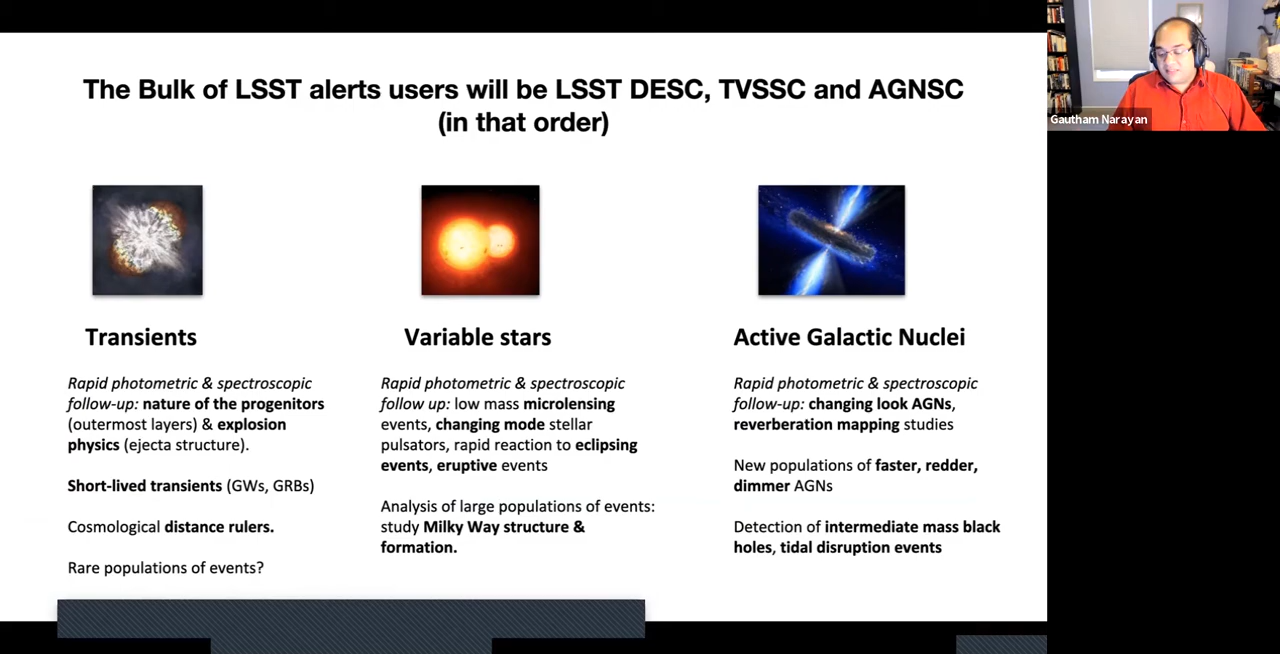 The Bulk of LSST alerts users will be LSST DESC, TVSSC and AGNSC
(in that order)
Gautham Narayan
Transients
Rapid photometric & spectroscopic
follow-up: nature of the progenitors
(outermost layers) & explosion
physics (ejecta structure).
Short-lived transients (GWs, GRBs)
Cosmological distance rulers.
Rare populations of events?
Variable stars
Rapid photometric & spectroscopic
follow up: low mass microlensing
events, changing mode stellar
pulsators, rapid reaction to eclipsing
events, eruptive events
Analysis of large populations of events:
study Milky Way structure &
formation.
Active Galactic Nuclei
Rapid photometric & spectroscopic
follow-up: changing look AGNs,
reverberation mapping studies
New populations of faster, redder,
dimmer AGNs
Detection of intermediate mass black
holes, tidal disruption events